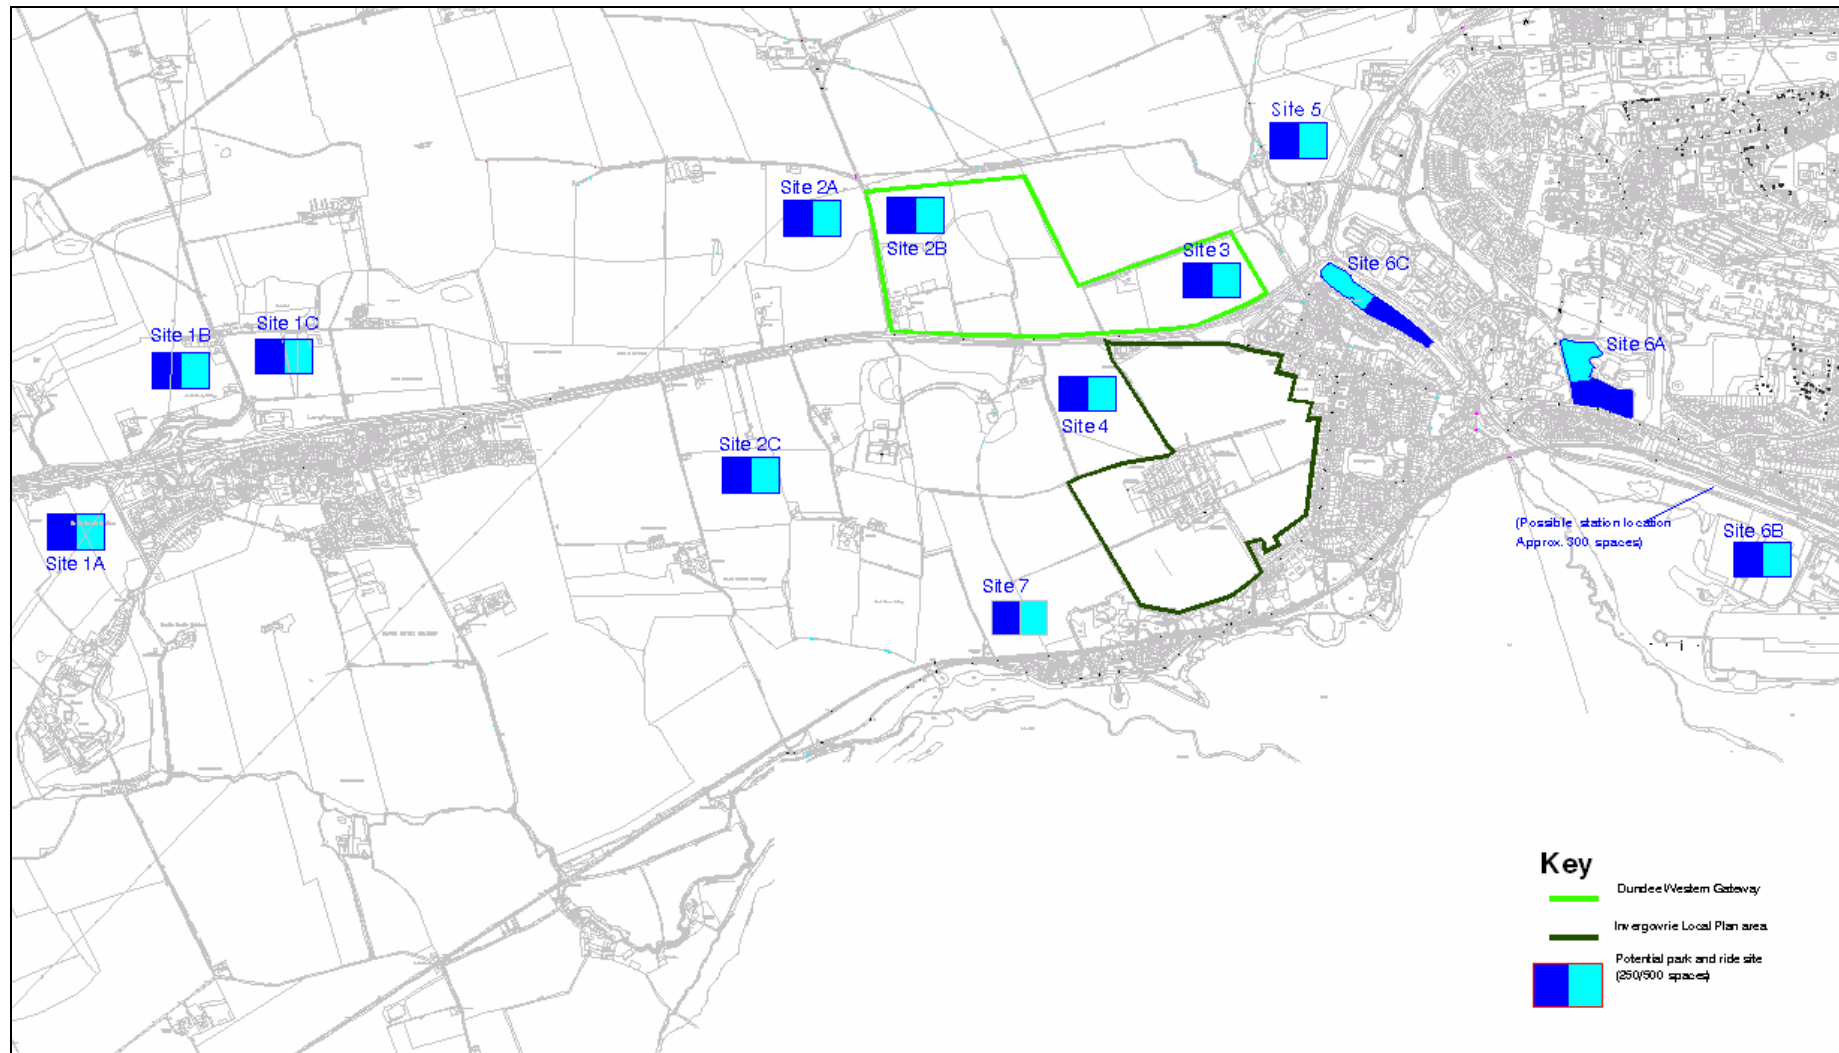 Site 5
Site 2A
Site 2B
Site 3
Site 6C
Site 1B
Site 1C
Site 6A
Site 4
Site 2C
Site 1A
(Possible station location
Approx. 300 spaces)
Site 6B
Site 7
Key
Dundee Western Gateway
Invergowrie Local Plan area
Potential park and ride site
(250/500 spaces)